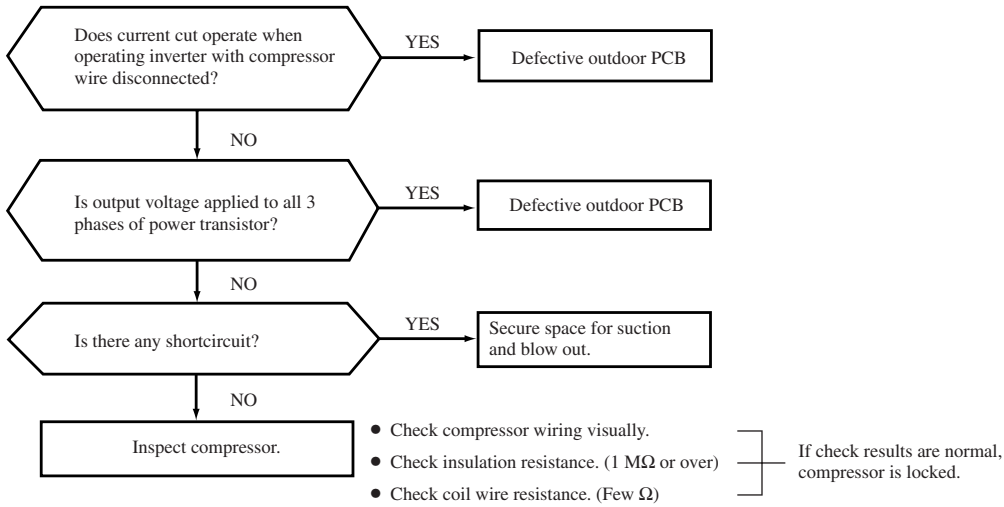 Does current cut operate when
operating inverter with compressor
wire disconnected?
YES
Defective outdoor PCB
NO
Is output voltage applied to all 3
phases of power transistor?
YES
Defective outdoor PCB
NO
Is there any shortcircuit?
YES
Secure space for suction
and blow out.
NO
Inspect compressor.
● Check compressor wiring visually.
● Check insulation resistance. (1 MΩ or over)
● Check coil wire resistance. (Few Ω)
If check results are normal,
compressor is locked.